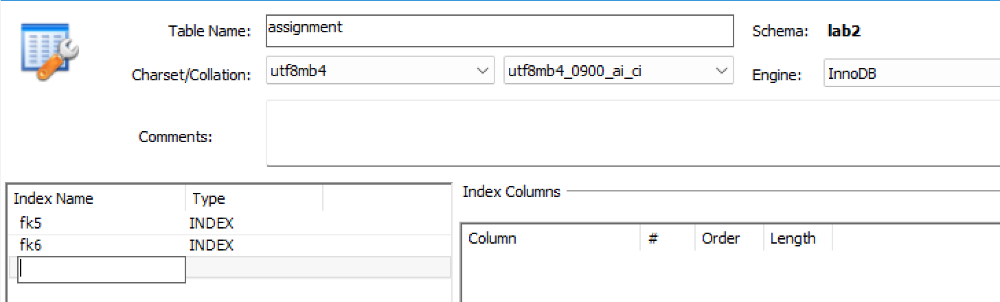 Table Name: assignment Schema: lab2
Charset/Collation: utf8mb4 utf8mb4_0900_ai_ci Engine: InnoDB
Comments:
Index Name Type
fk5 INDEX
fk6 INDEX
Index Columns
Column # Order Length